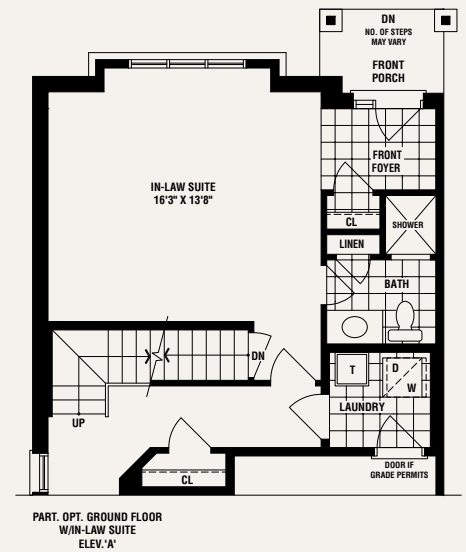 DN
NO. OF STEPS
MAY VARY
FRONT
PORCH
FRONT
FOYER
IN-LAW SUITE
16'3" X 13'8"
CL
SHOWER
LINEN
BATH
DN
T
D
W
UP
LAUNDRY
CL
DOOR IF
GRADE PERMITS
PART. OPT. GROUND FLOOR
W/IN-LAW SUITE
ELEV.'A'